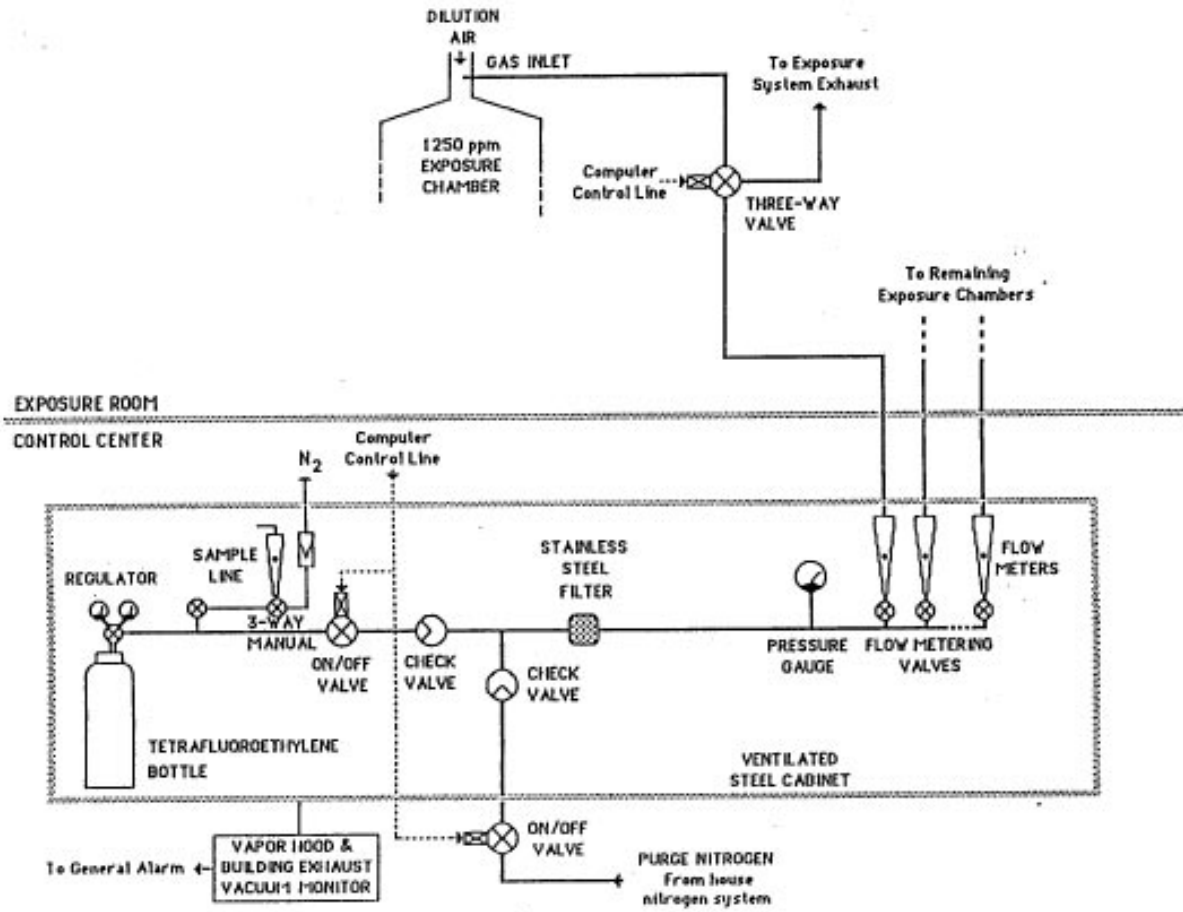 DILUTION
AIR
GAS INLET
To Exposure
System Exhaust
1250 ppm
EXPOSURE
CHAMBER
Computer
Control Line
THREE-WAY
VALVE
To Remaining
Exposure Chambers
EXPOSURE ROOM
CONTROL CENTER
N2
Computer
Control Line
REGULATOR
SAMPLE
LINE
STAINLESS
STEEL
FILTER
FLOW
METERS
3-WAY
MANUAL
ON/OFF
VALVE
CHECK
VALVE
CHECK
VALVE
PRESSURE
GAUGE
FLOW METERING
VALVES
TETRAFLUOROETHYLENE
BOTTLE
VENTILATED
STEEL CABINET
ON/OFF
VALVE
To General Alarm
VAPOR HOOD &
BUILDING EXHAUST
VACUUM MONITOR
PURGE NITROGEN
From house
nitrogen system